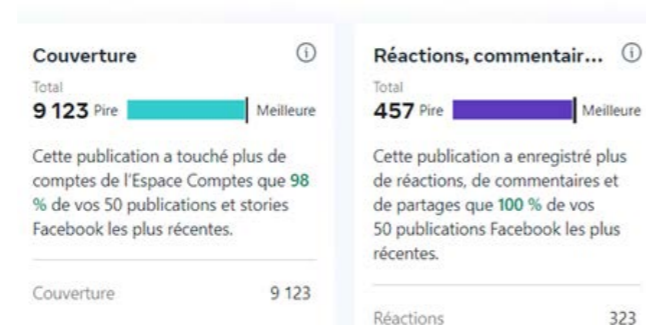 Couverture
Total
9 123 Pire Meilleure
Cette publication a touché plus de
comptes de l'Espace Comptes que 98
% de vos 50 publications et stories
Facebook les plus récentes.
Couverture 9 123
Réactions, commentair...
Total
457 Pire Meilleure
Cette publication a enregistré plus
de réactions, de commentaires et
de partages que 100 % de vos
50 publications Facebook les plus
récentes.
Réactions 323